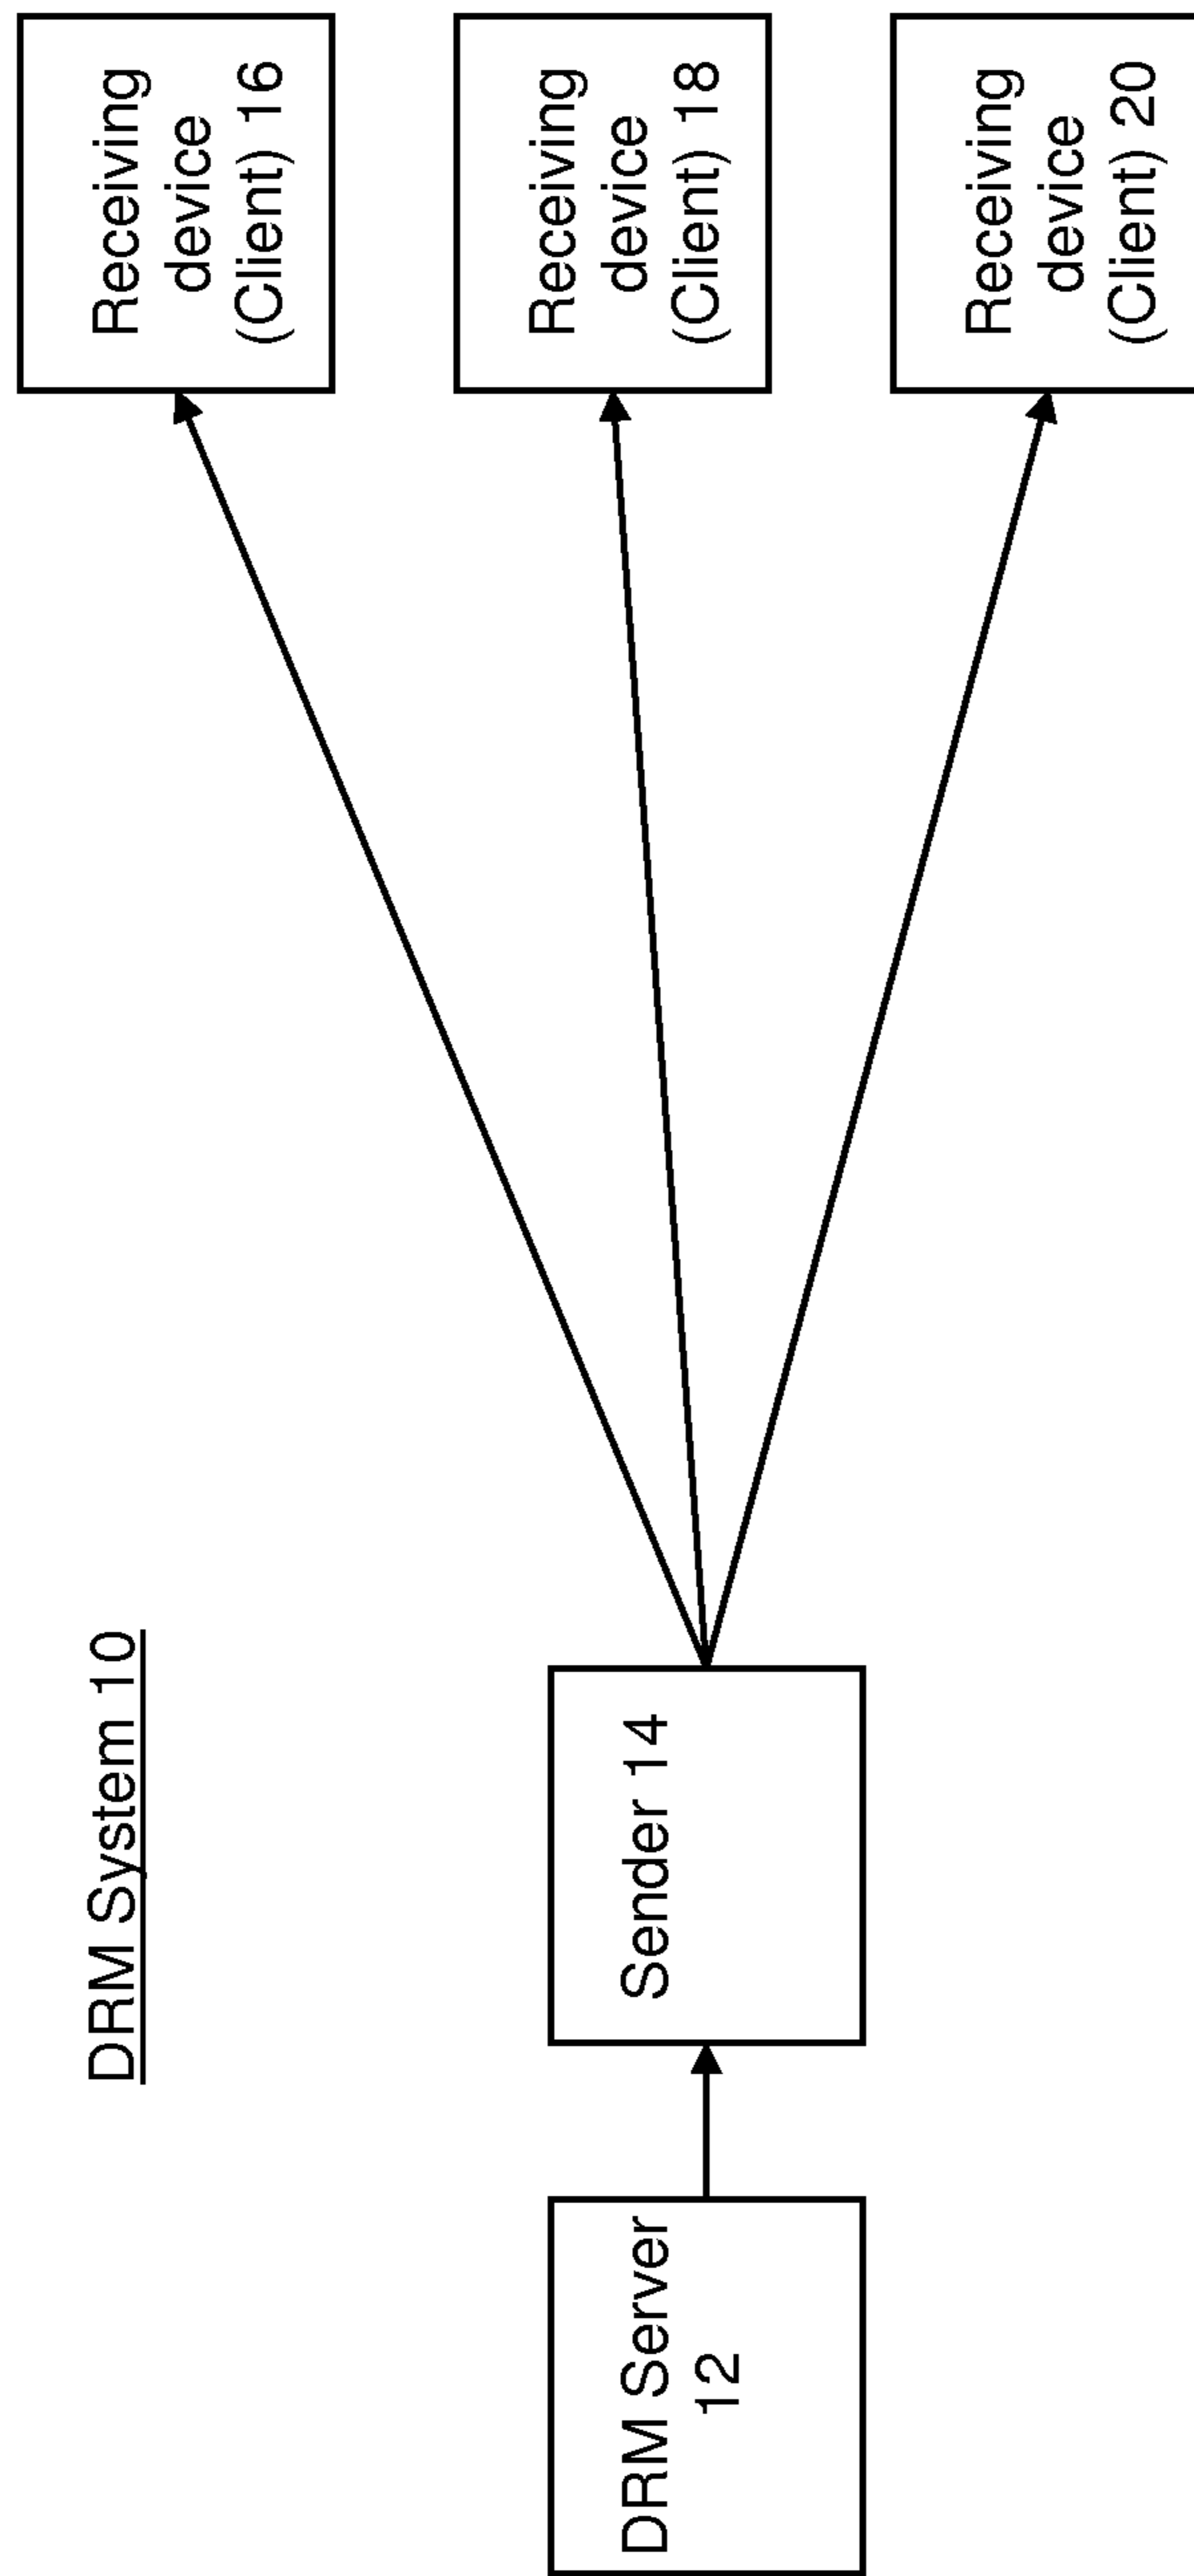 DRM System 10
DRM Server
12
Sender 14
Receiving
device
(Client) 16
Receiving
device
(Client) 18
Receiving
device
(Client) 20